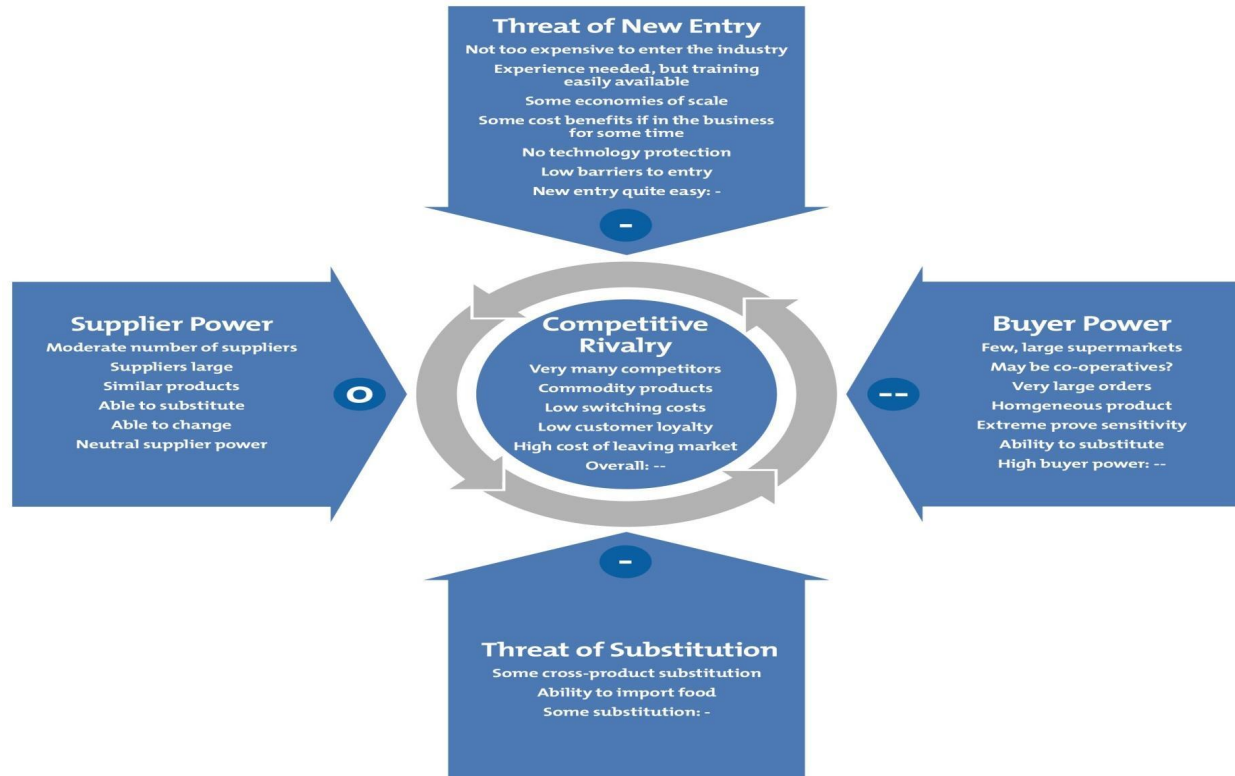 Threat of New Entry
Not too expensive to enter the industry
Experience needed, but training
easily available
Some economies of scale
Some cost benefits if in the business
for some time
No technology protection
Low barriers to entry
New entry quite easy: -
-
Supplier Power
Moderate number of suppliers
Suppliers large
Similar products
Able to substitute
Able to change
Neutral supplier power
O
Competitive
Rivalry
Very many competitors
Commodity products
Low switching costs
Low customer loyalty
High cost of leaving market
Overall: --
--
Buyer Power
Few, large supermarkets
May be co-operatives?
Very large orders
Homgeneous product
Extreme prove sensitivity
Ability to substitute
High buyer power: --
-
Threat of Substitution
Some cross-product substitution
Ability to import food
Some substitution: -